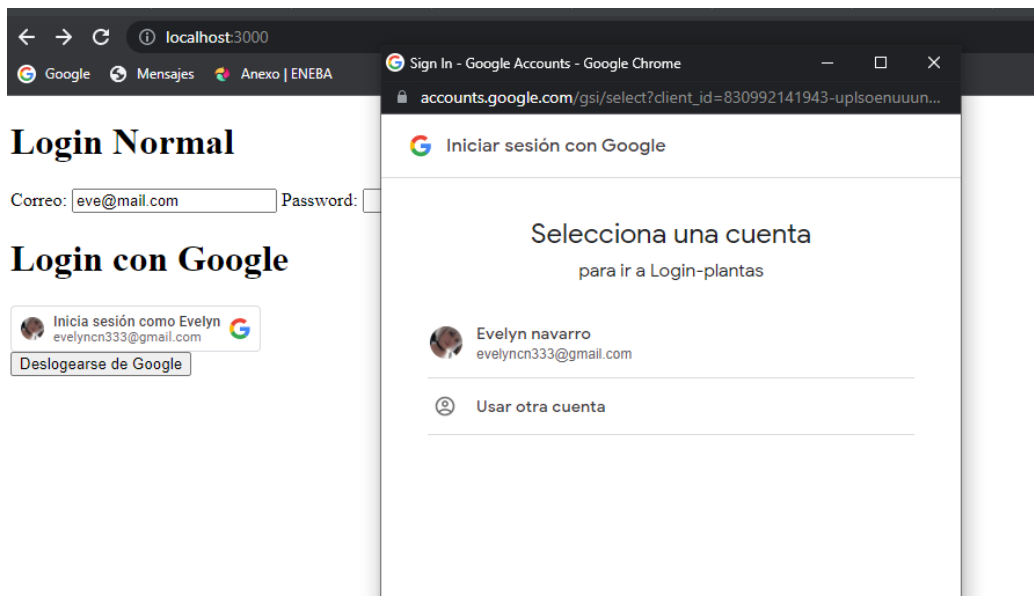 localhost:3000
Google Mensajes Anexo | ENEBA
Login Normal
Correo: eve@mail.com Password:
Login con Google
Inicia sesión como Evelyn
evelyncn333@gmail.com
Deslogearse de Google
Sign In - Google Accounts - Google Chrome
accounts.google.com/gsi/select?client_id=830992141943-uplsoenuuun...
Iniciar sesión con Google
Selecciona una cuenta
para ir a Login-plantas
Evelyn navarro
evelyncn333@gmail.com
Usar otra cuenta